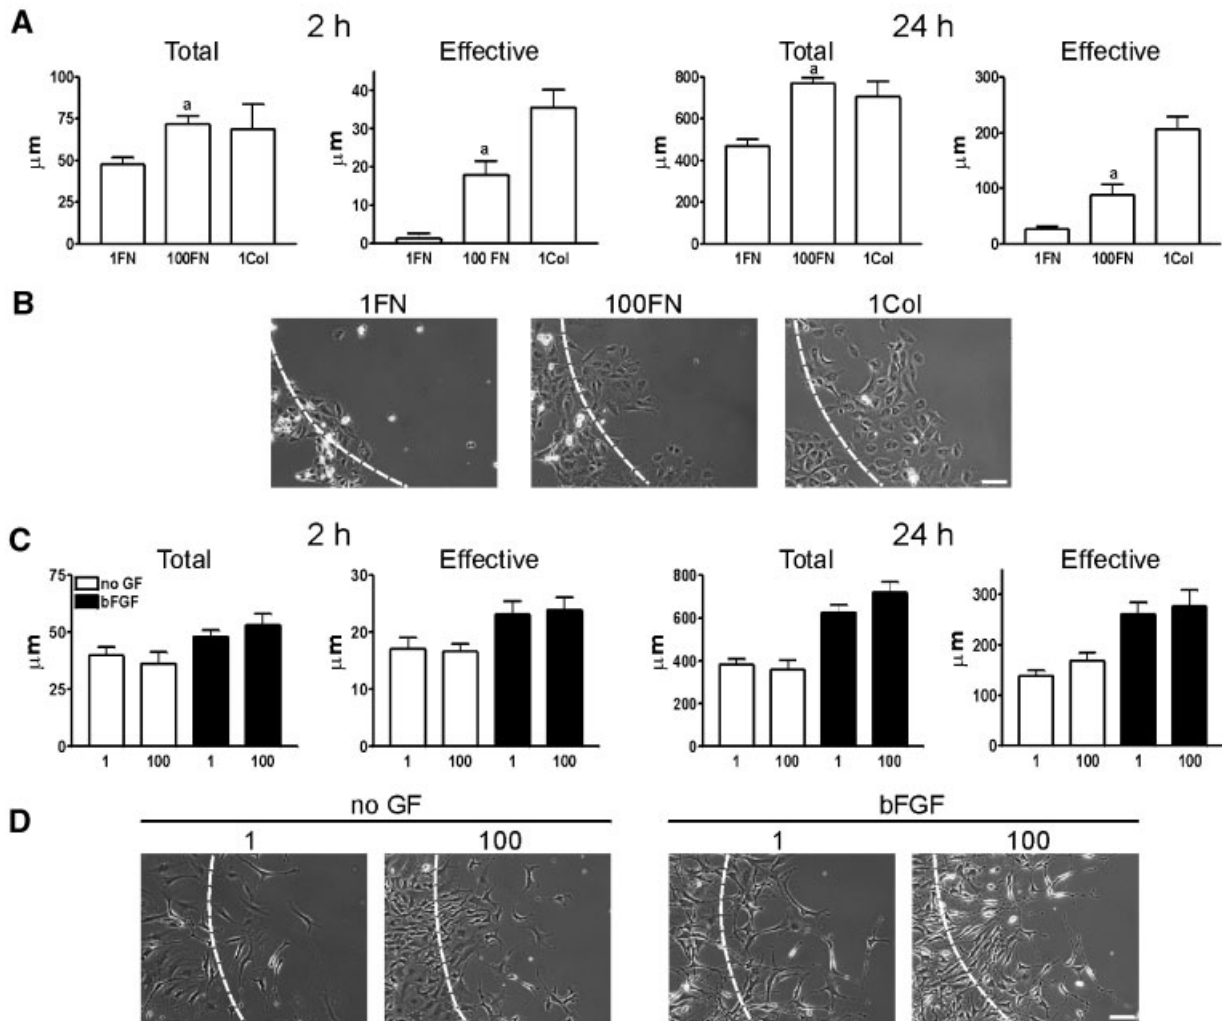 A
2 h
24 h
Total
Effective
Total
Effective
μm
100
75
50
25
0
1FN
100FN
1Col
a
μm
40
30
20
10
0
1FN
100 FN
1Col
a
μm
800
600
400
200
0
1FN
100FN
1Col
a
μm
300
200
100
0
1FN
100FN
1Col
a
B
1FN
100FN
1Col
C
2 h
24 h
Total
Effective
Total
Effective
μm
75
50
25
0
no GF
bFGF
1
100
1
100
μm
30
20
10
0
1
100
1
100
μm
800
600
400
200
0
1
100
1
100
μm
300
200
100
0
1
100
1
100
D
no GF
bFGF
1
100
1
100